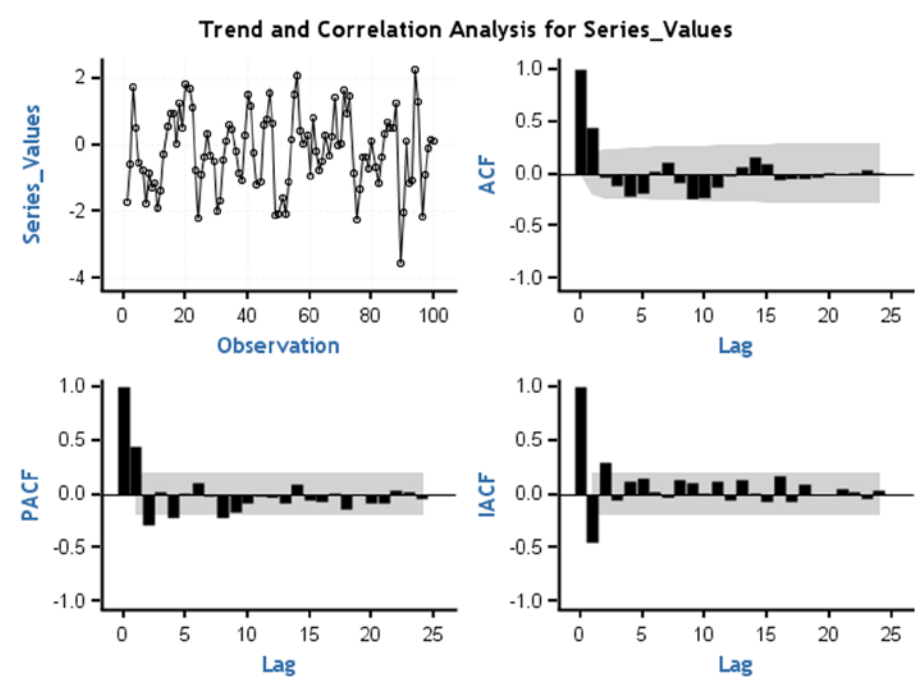 Trend and Correlation Analysis for Series_Values
Series_Values
2
0
-2
-4
0 20 40 60 80 100
Observation
ACF
1.0
0.5
0.0
-0.5
-1.0
0 5 10 15 20 25
Lag
PACF
1.0
0.5
0.0
-0.5
-1.0
0 5 10 15 20 25
Lag
IACF
1.0
0.5
0.0
-0.5
-1.0
0 5 10 15 20 25
Lag